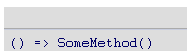 () => SomeMethod()